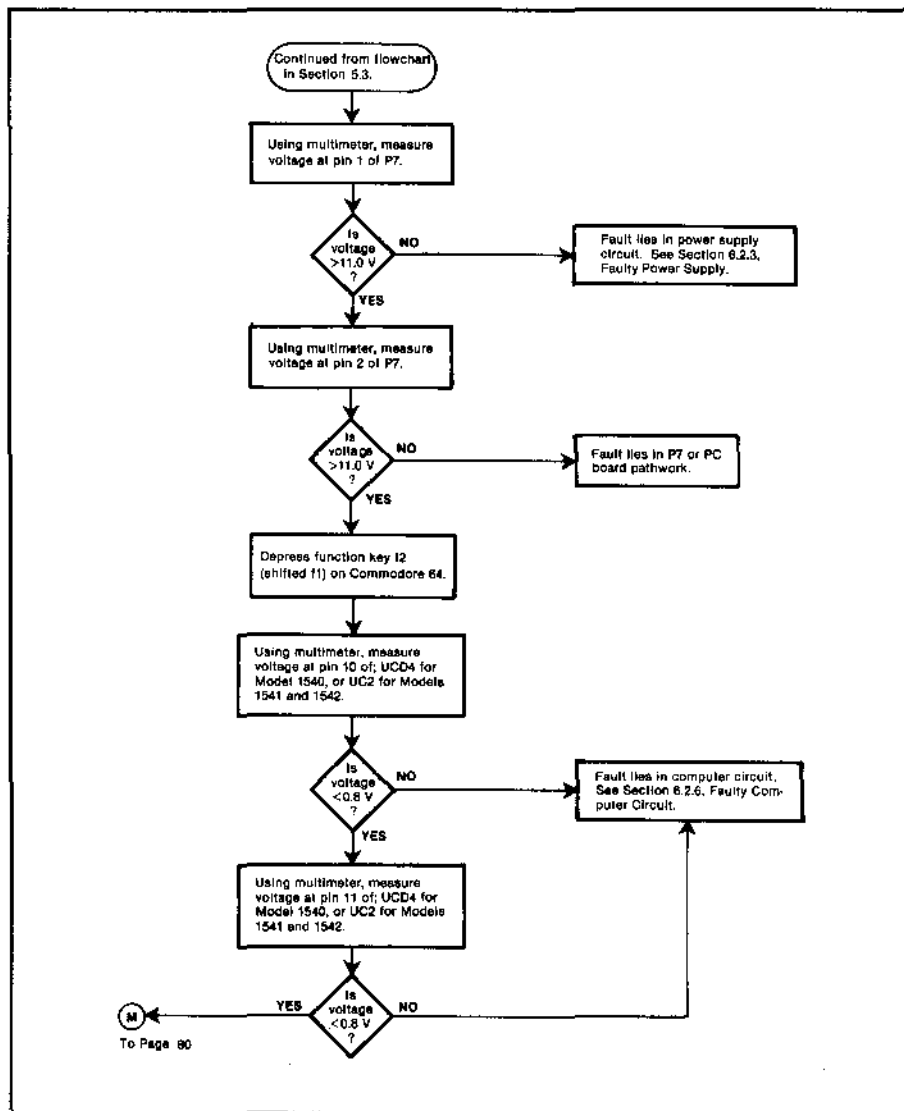 Continued from flowchart
in Section 5.3.
Using multimeter, measure
voltage at pin 1 of P7.
Is
voltage
>11.0 V
?
NO
YES
Fault lies in power supply
circuit. See Section 6.2.3,
Faulty Power Supply.
Using multimeter, measure
voltage at pin 2 of P7.
Is
voltage
>11.0 V
?
NO
YES
Fault lies in P7 or PC
board pathwork.
Depress function key f2
(shifted f1) on Commodore 64.
Using multimeter, measure
voltage at pin 10 of; UCD4 for
Model 1540, or UC2 for Models
1541 and 1542.
Is
voltage
<0.8 V
?
NO
YES
Fault lies in computer circuit.
See Section 6.2.6, Faulty Com-
puter Circuit.
Using multimeter, measure
voltage at pin 11 of; UCD4 for
Model 1540, or UC2 for Models
1541 and 1542.
Is
voltage
<0.8 V
?
YES
NO
M
To Page 80